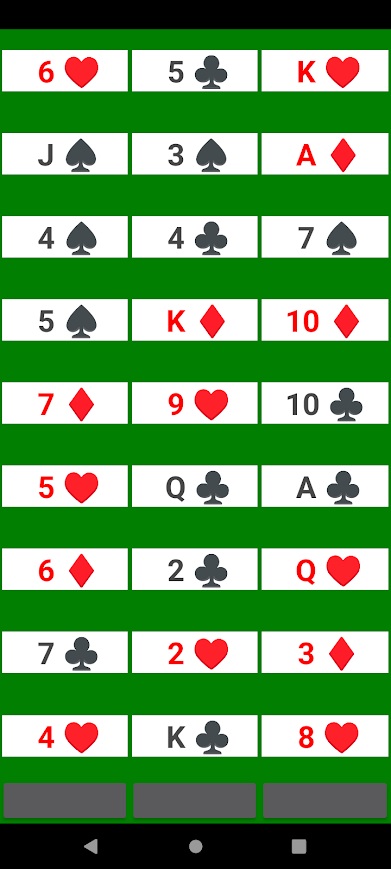 6♥ 5♣ K♥
J♠ 3♠ A♦
4♠ 4♣ 7♠
5♠ K♦ 10♦
7♦ 9♥ 10♣
5♥ Q♣ A♣
6♦ 2♣ Q♥
7♣ 2♥ 3♦
4♥ K♣ 8♥